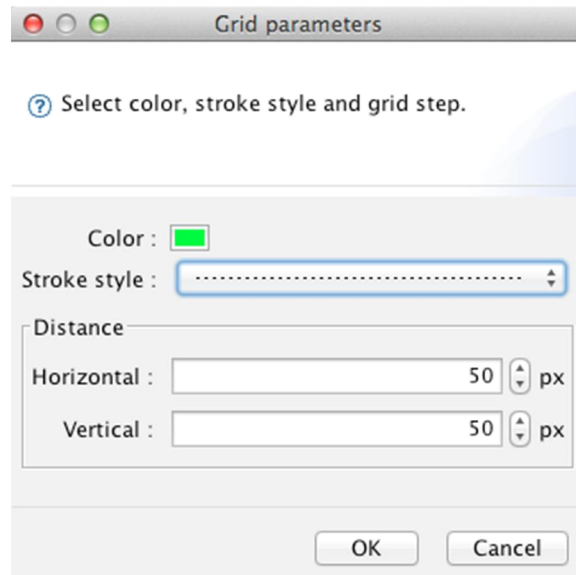 Grid parameters
? Select color, stroke style and grid step.
Color :
Stroke style :
Distance
Horizontal : 50 px
Vertical : 50 px
OK Cancel